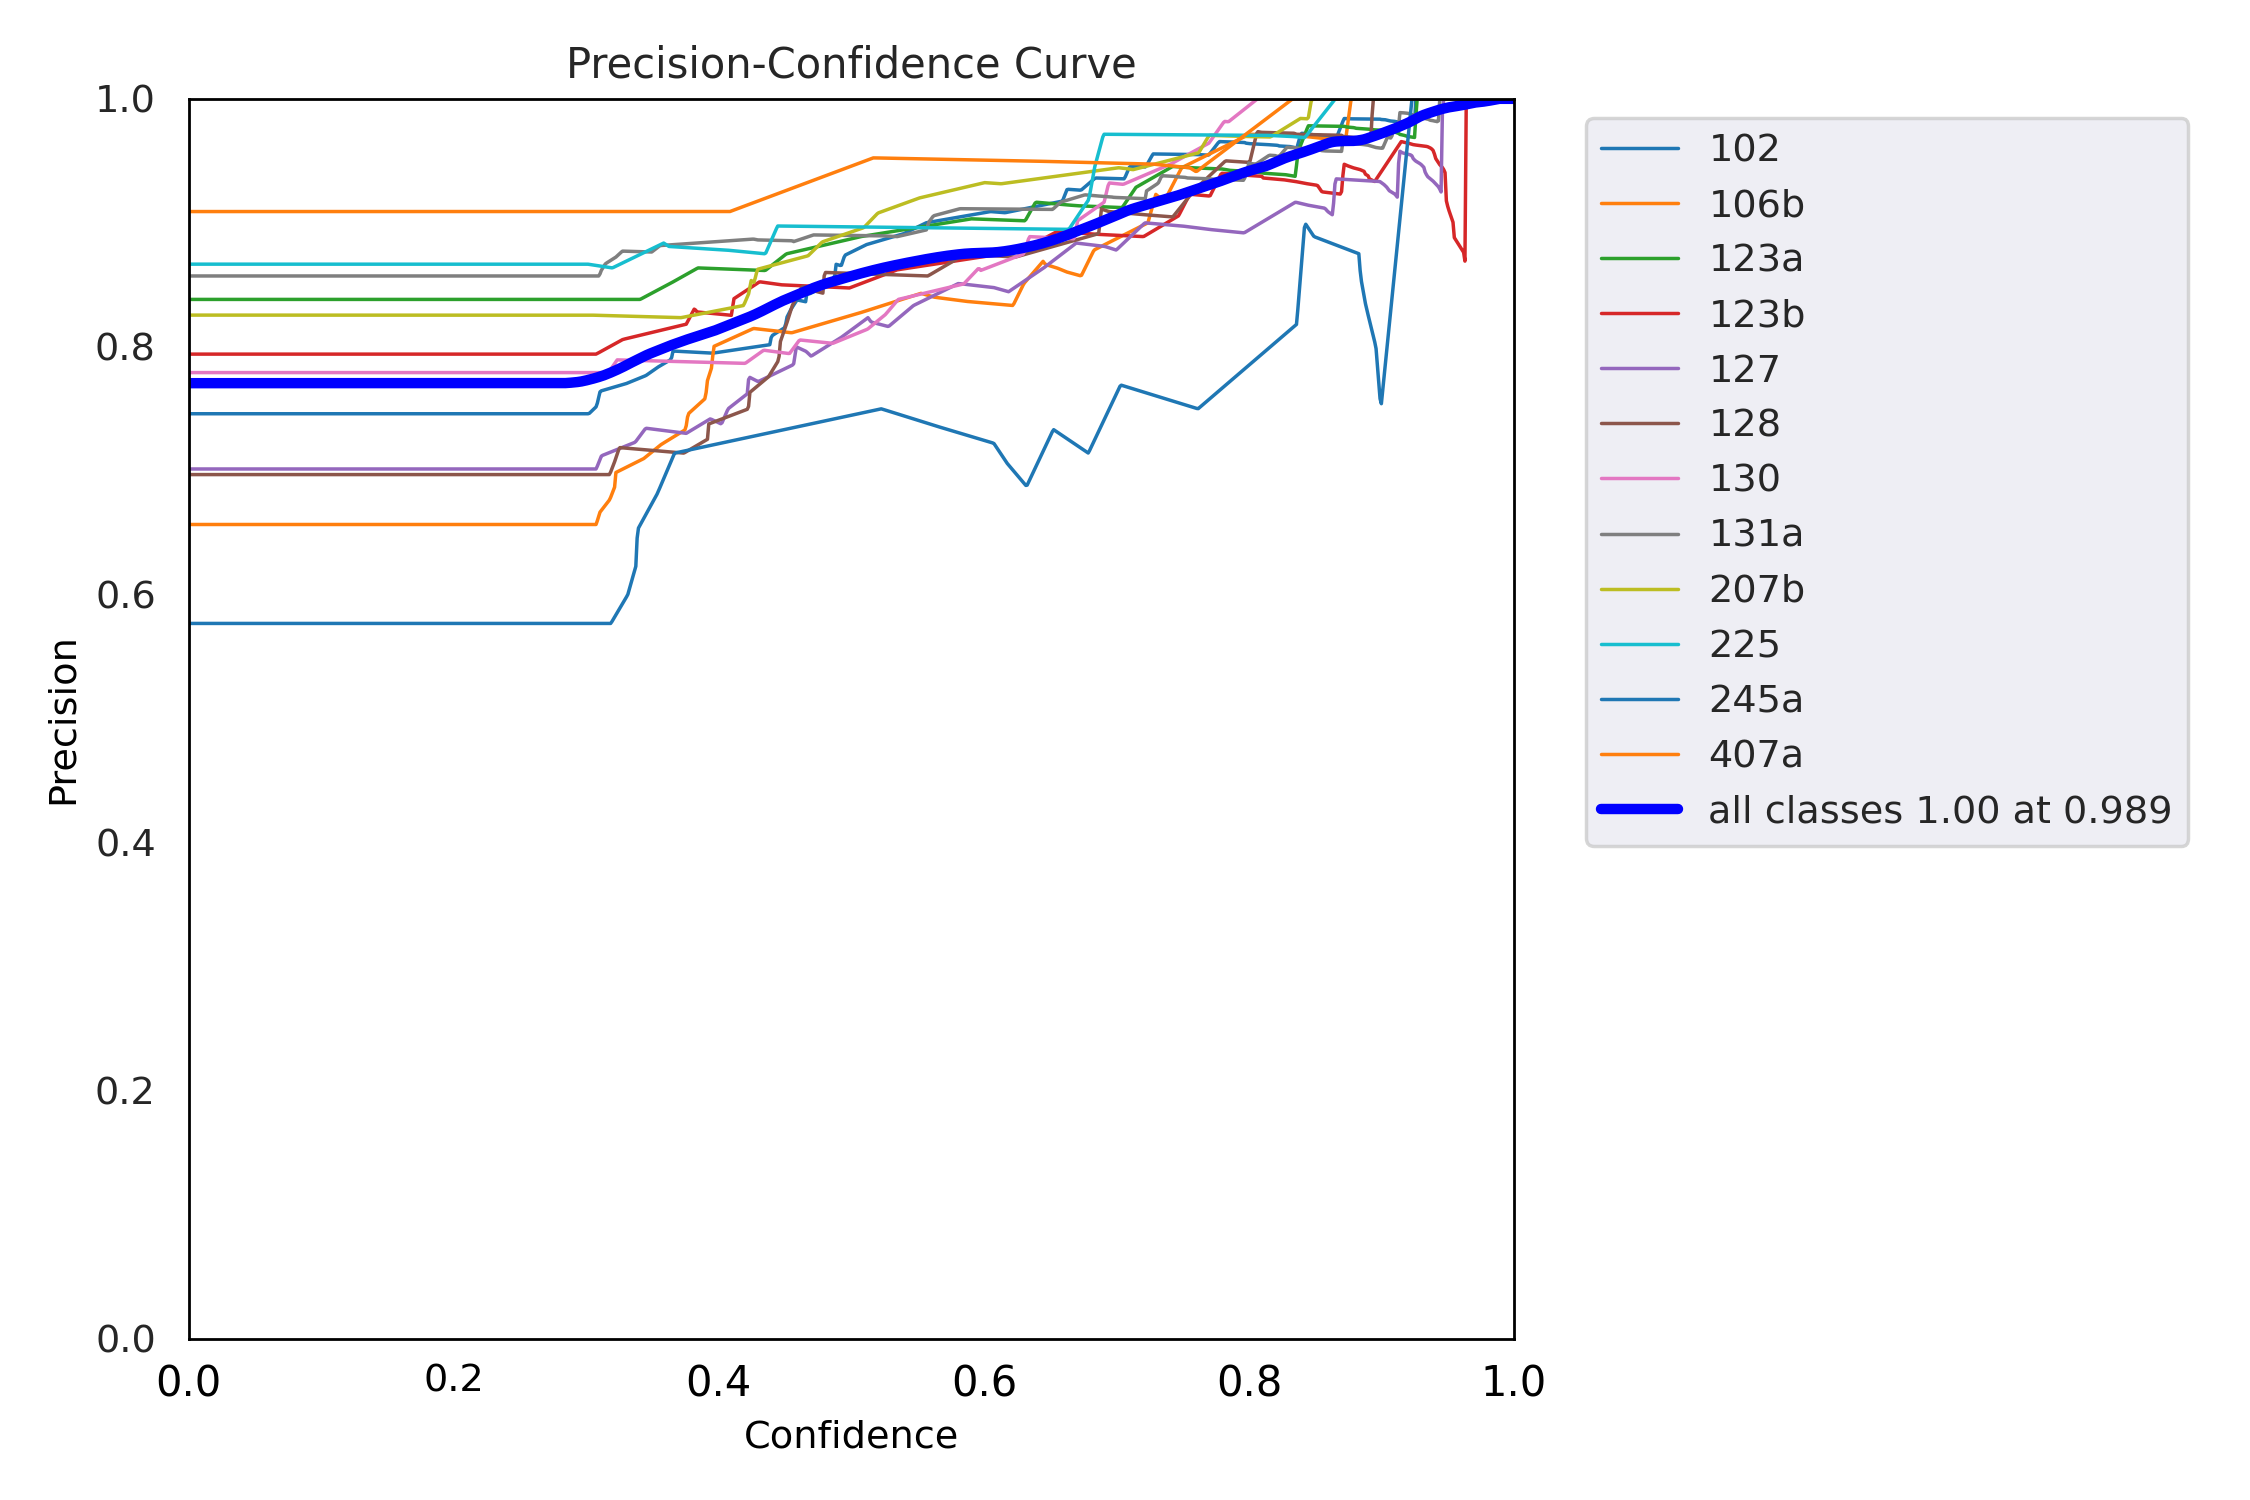 Precision-Confidence Curve
1.0
0.8
0.6
0.4
0.2
0.0
Precision
0.0 0.2 0.4 0.6 0.8 1.0
Confidence
102
106b
123a
123b
127
128
130
131a
207b
225
245a
407a
all classes 1.00 at 0.989